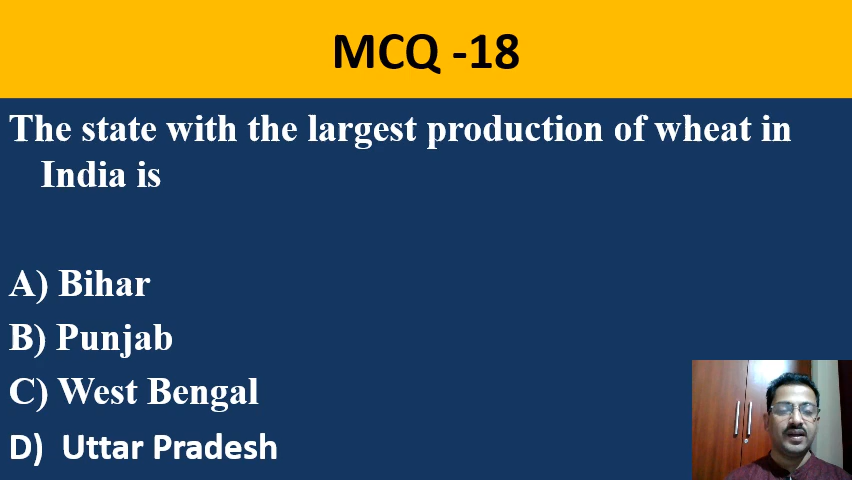 MCQ -18
The state with the largest production of wheat in
India is
A) Bihar
B) Punjab
C) West Bengal
D) Uttar Pradesh